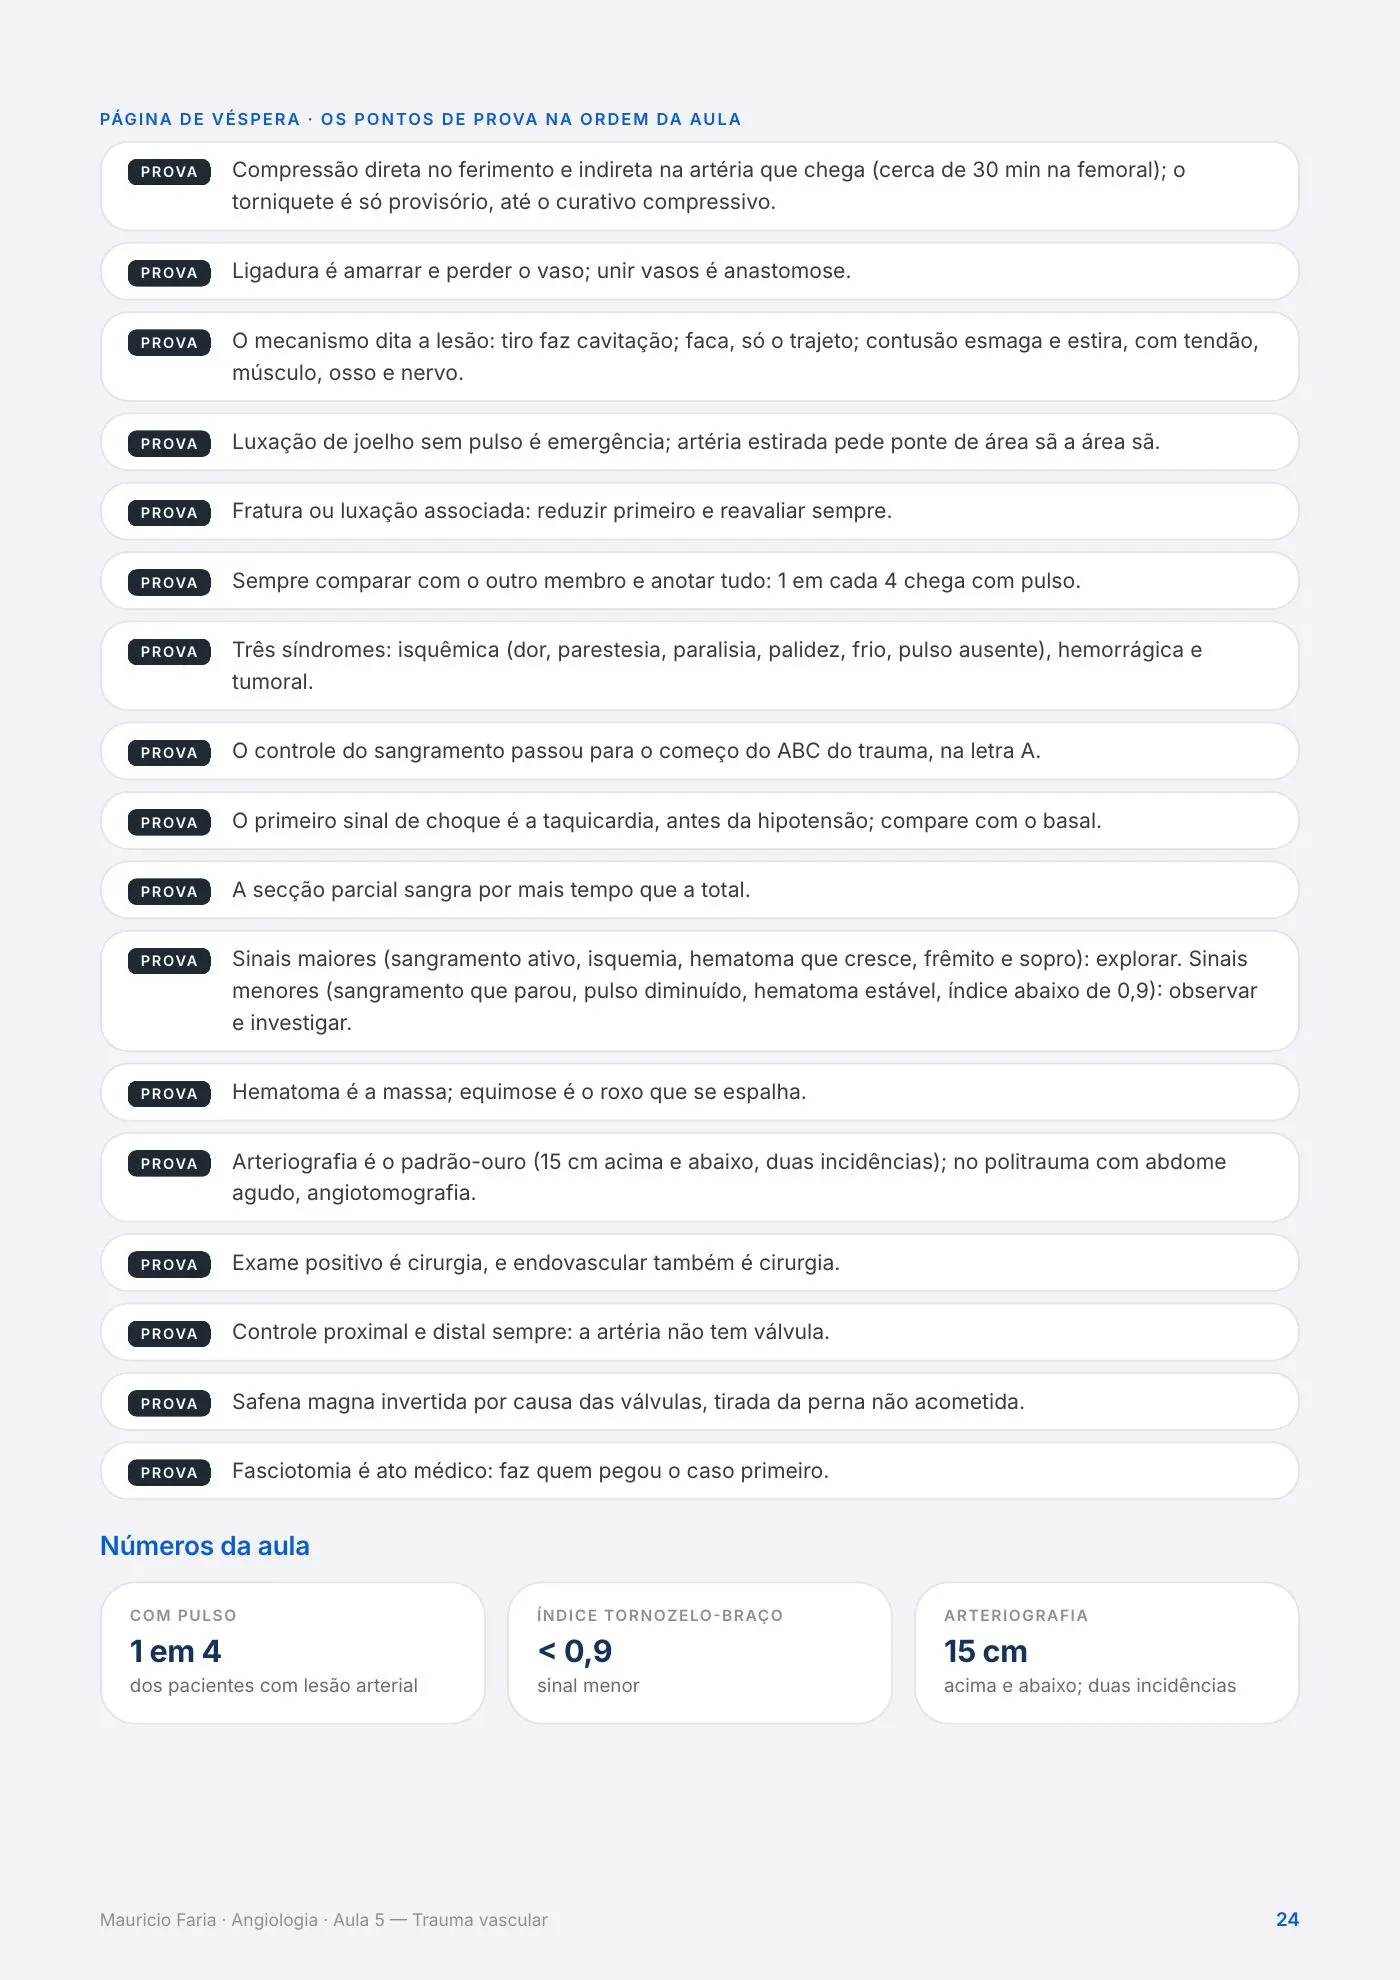 PÁGINA DE VÉSPERA · OS PONTOS DE PROVA NA ORDEM DA AULA
PROVA Compressão direta no ferimento e indireta na artéria que chega (cerca de 30 min na femoral); o
torniquete é só provisório, até o curativo compressivo.
PROVA Ligadura é amarrar e perder o vaso; unir vasos é anastomose.
PROVA O mecanismo dita a lesão: tiro faz cavitação; faca, só o trajeto; contusão esmaga e estira, com tendão,
músculo, osso e nervo.
PROVA Luxação de joelho sem pulso é emergência; artéria estirada pede ponte de área sã a área sã.
PROVA Fratura ou luxação associada: reduzir primeiro e reavaliar sempre.
PROVA Sempre comparar com o outro membro e anotar tudo: 1 em cada 4 chega com pulso.
PROVA Três síndromes: isquêmica (dor, parestesia, paralisia, palidez, frio, pulso ausente), hemorrágica e
tumoral.
PROVA O controle do sangramento passou para o começo do ABC do trauma, na letra A.
PROVA O primeiro sinal de choque é a taquicardia, antes da hipotensão; compare com o basal.
PROVA A secção parcial sangra por mais tempo que a total.
PROVA Sinais maiores (sangramento ativo, isquemia, hematoma que cresce, frêmito e sopro): explorar. Sinais
menores (sangramento que parou, pulso diminuído, hematoma estável, índice abaixo de 0,9): observar
e investigar.
PROVA Hematoma é a massa; equimose é o roxo que se espalha.
PROVA Arteriografia é o padrão-ouro (15 cm acima e abaixo, duas incidências); no politrauma com abdome
agudo, angiotomografia.
PROVA Exame positivo é cirurgia, e endovascular também é cirurgia.
PROVA Controle proximal e distal sempre: a artéria não tem válvula.
PROVA Safena magna invertida por causa das válvulas, tirada da perna não acometida.
PROVA Fasciotomia é ato médico: faz quem pegou o caso primeiro.
Números da aula
COM PULSO
1 em 4
dos pacientes com lesão arterial
ÍNDICE TORNOZELO-BRAÇO
< 0,9
sinal menor
ARTERIOGRAFIA
15 cm
acima e abaixo; duas incidências
Mauricio Faria · Angiologia · Aula 5 — Trauma vascular
24